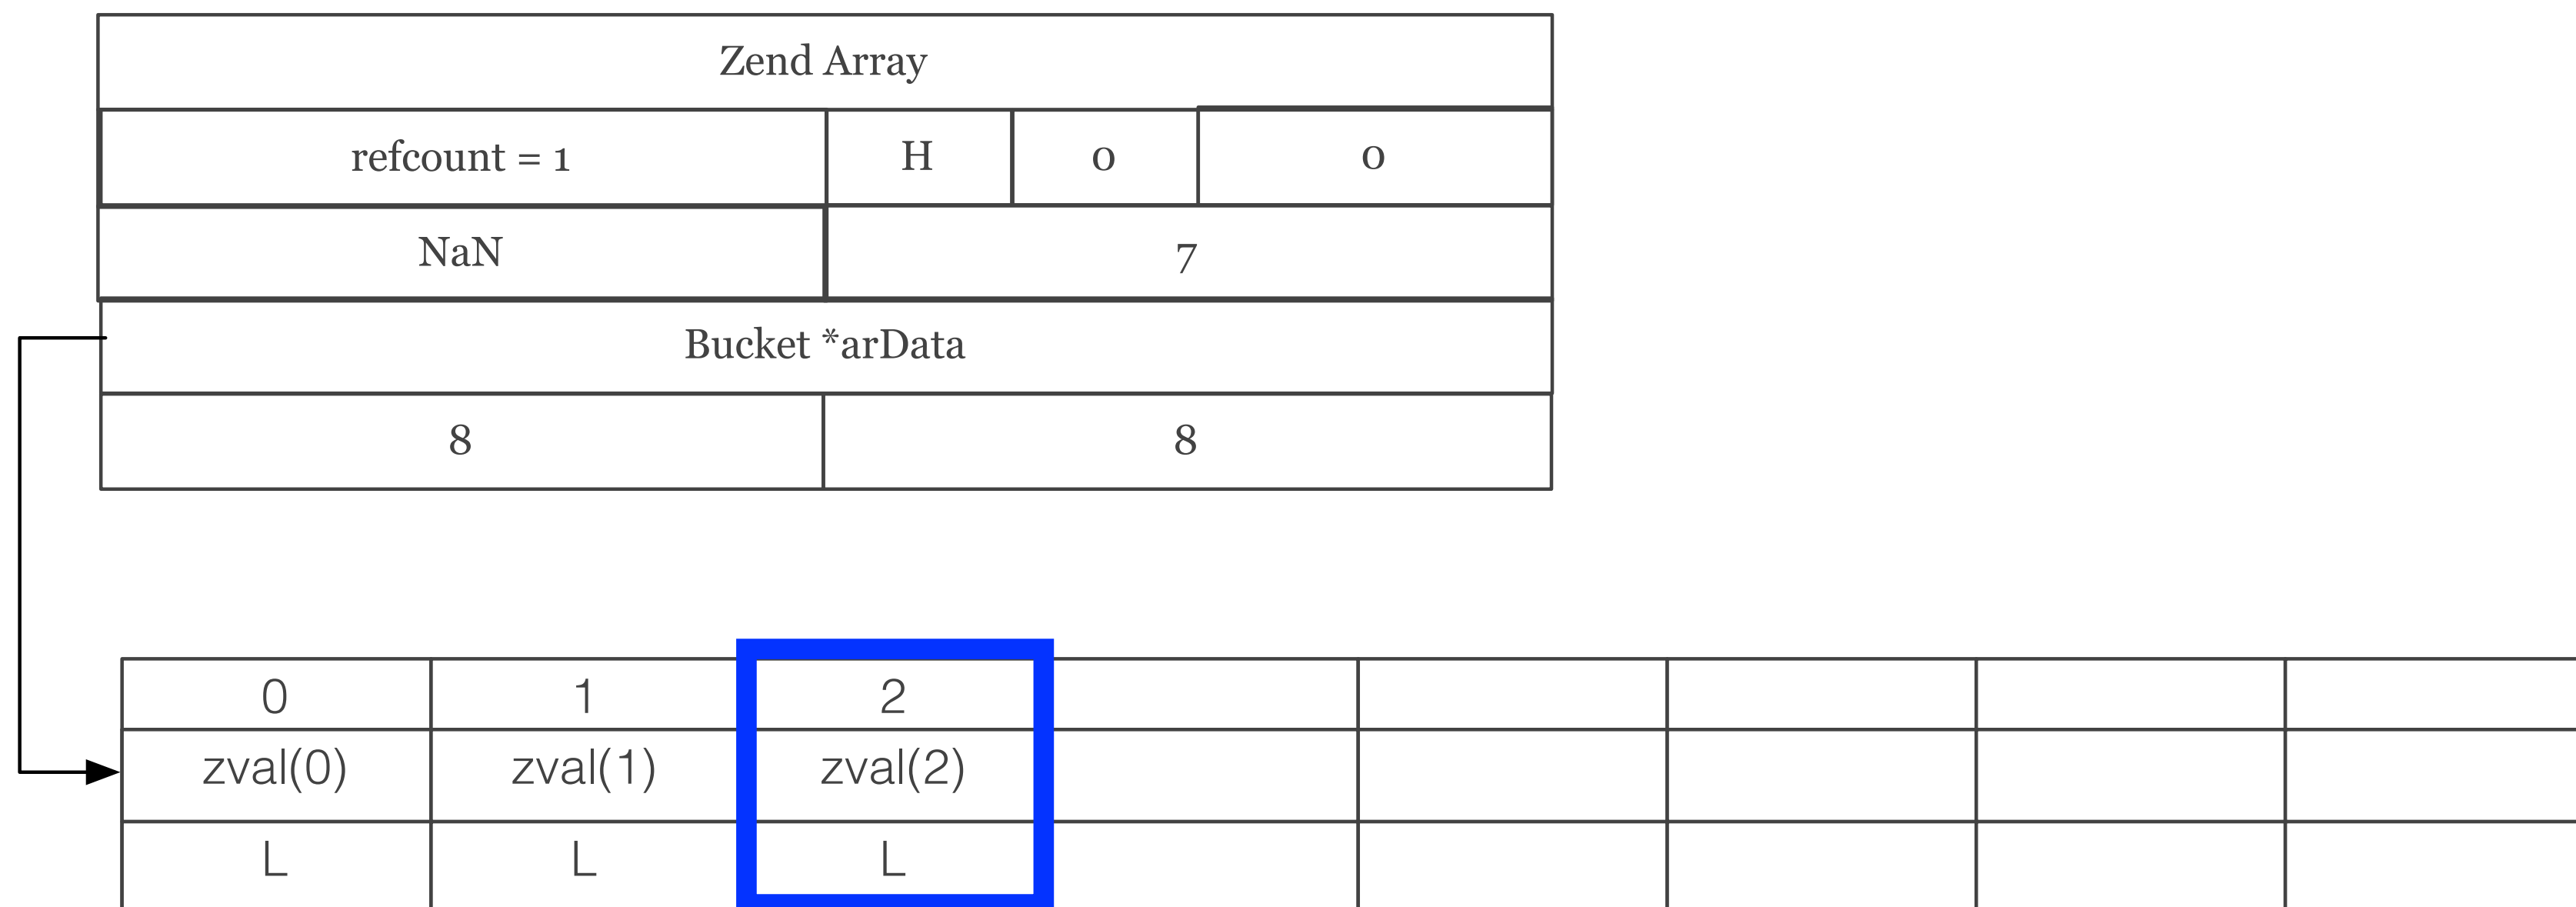 Zend Array
refcount = 1 H 0 0
NaN 7
Bucket *arData
8 8
0 1 2
zval(0) zval(1) zval(2)
L L L